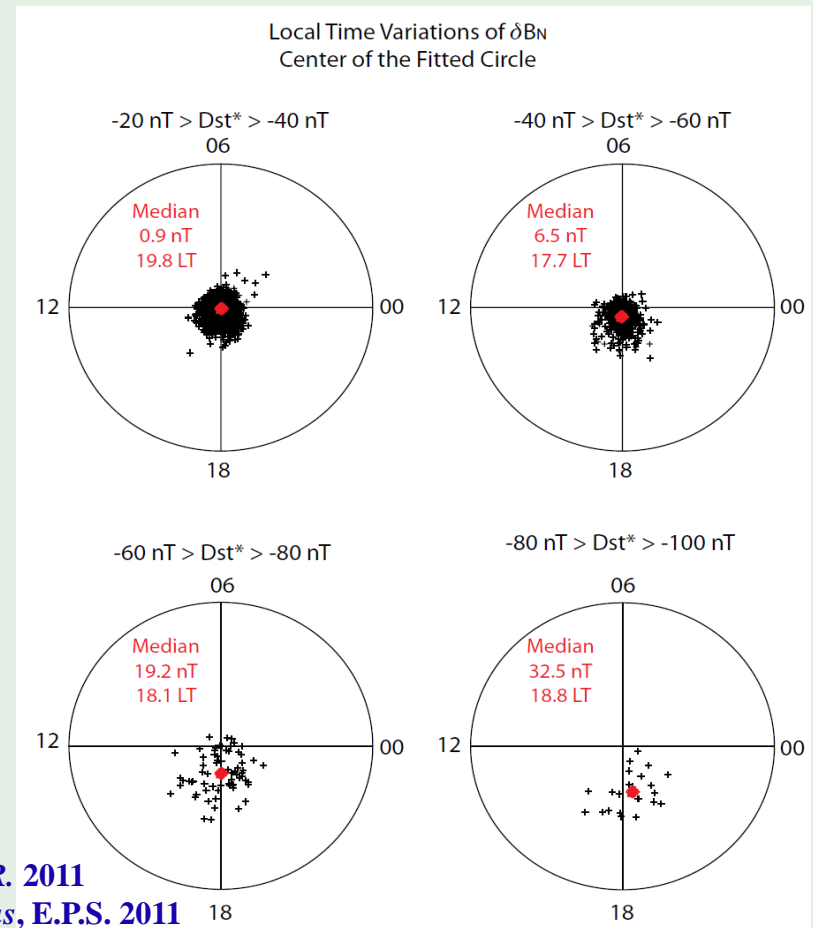 Local Time Variations of δBN
Center of the Fitted Circle
-20 nT > Dst* > -40 nT
06
Median
0.9 nT
19.8 LT
12
00
18
-40 nT > Dst* > -60 nT
06
Median
6.5 nT
17.7 LT
12
00
18
-60 nT > Dst* > -80 nT
06
Median
19.2 nT
18.1 LT
12
00
18
-80 nT > Dst* > -100 nT
06
Median
32.5 nT
18.8 LT
12
00
18
. 2011
, E.P.S. 2011